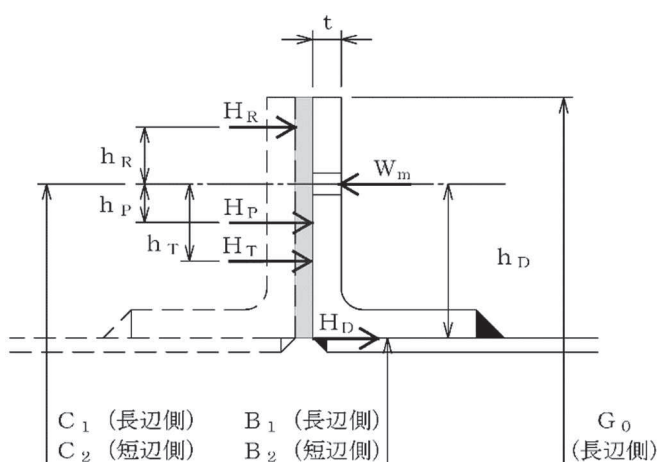 t
H_R
h_R
W_m
h_P
H_P
h_T
H_T
h_D
H_D
C_1 (長辺側)
C_2 (短辺側)
B_1 (長辺側)
B_2 (短辺側)
G_0
(長辺側)